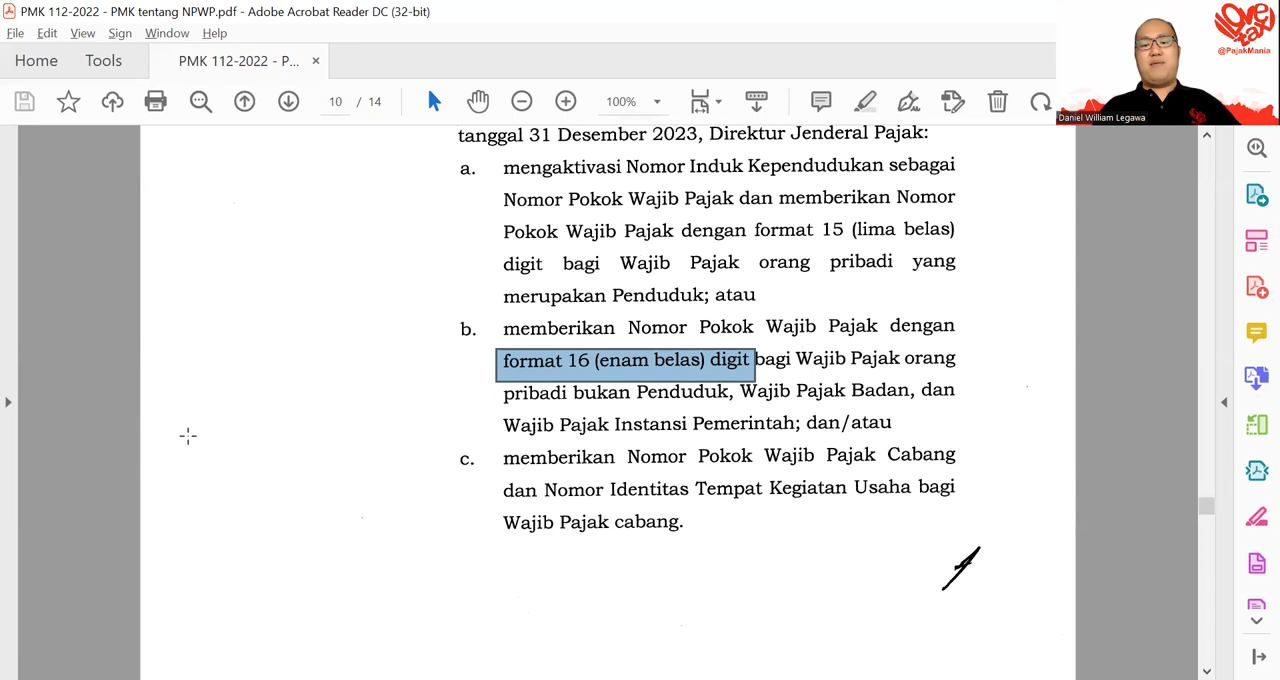 PMK 112-2022 - PMK tentang NPWP.pdf - Adobe Acrobat Reader DC (32-bit)
File Edit View Sign Window Help
Home Tools PMK 112-2022 - P... ×
10 / 14 100%
I love tax
@PajakMania
Daniel William Legawa
tanggal 31 Desember 2023, Direktur Jenderal Pajak:
a. mengaktivasi Nomor Induk Kependudukan sebagai
Nomor Pokok Wajib Pajak dan memberikan Nomor
Pokok Wajib Pajak dengan format 15 (lima belas)
digit bagi Wajib Pajak orang pribadi yang
merupakan Penduduk; atau
b. memberikan Nomor Pokok Wajib Pajak dengan
format 16 (enam belas) digit bagi Wajib Pajak orang
pribadi bukan Penduduk, Wajib Pajak Badan, dan
Wajib Pajak Instansi Pemerintah; dan/atau
c. memberikan Nomor Pokok Wajib Pajak Cabang
dan Nomor Identitas Tempat Kegiatan Usaha bagi
Wajib Pajak cabang.